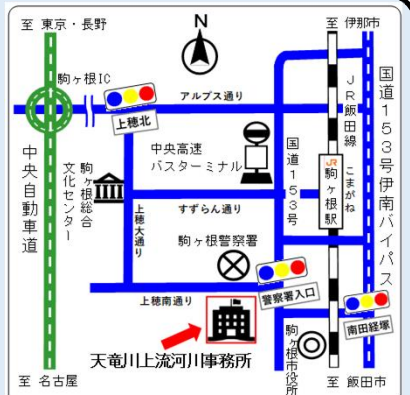 至 東京・長野
N
至 伊那市
駒ヶ根IC
アルプス通り
上穂北
JR飯田線
国道153号伊南バイパス
中央高速
バスターミナル
国道153号
JR
駒ヶ根駅
こまがね
中央自動車道
駒ヶ根総合
文化センター
上穂大通り
すずらん通り
駒ヶ根警察署
上穂南通り
警察署入口
南田経塚
天竜川上流河川事務所
駒ヶ根市役所
至 名古屋
至 飯田市